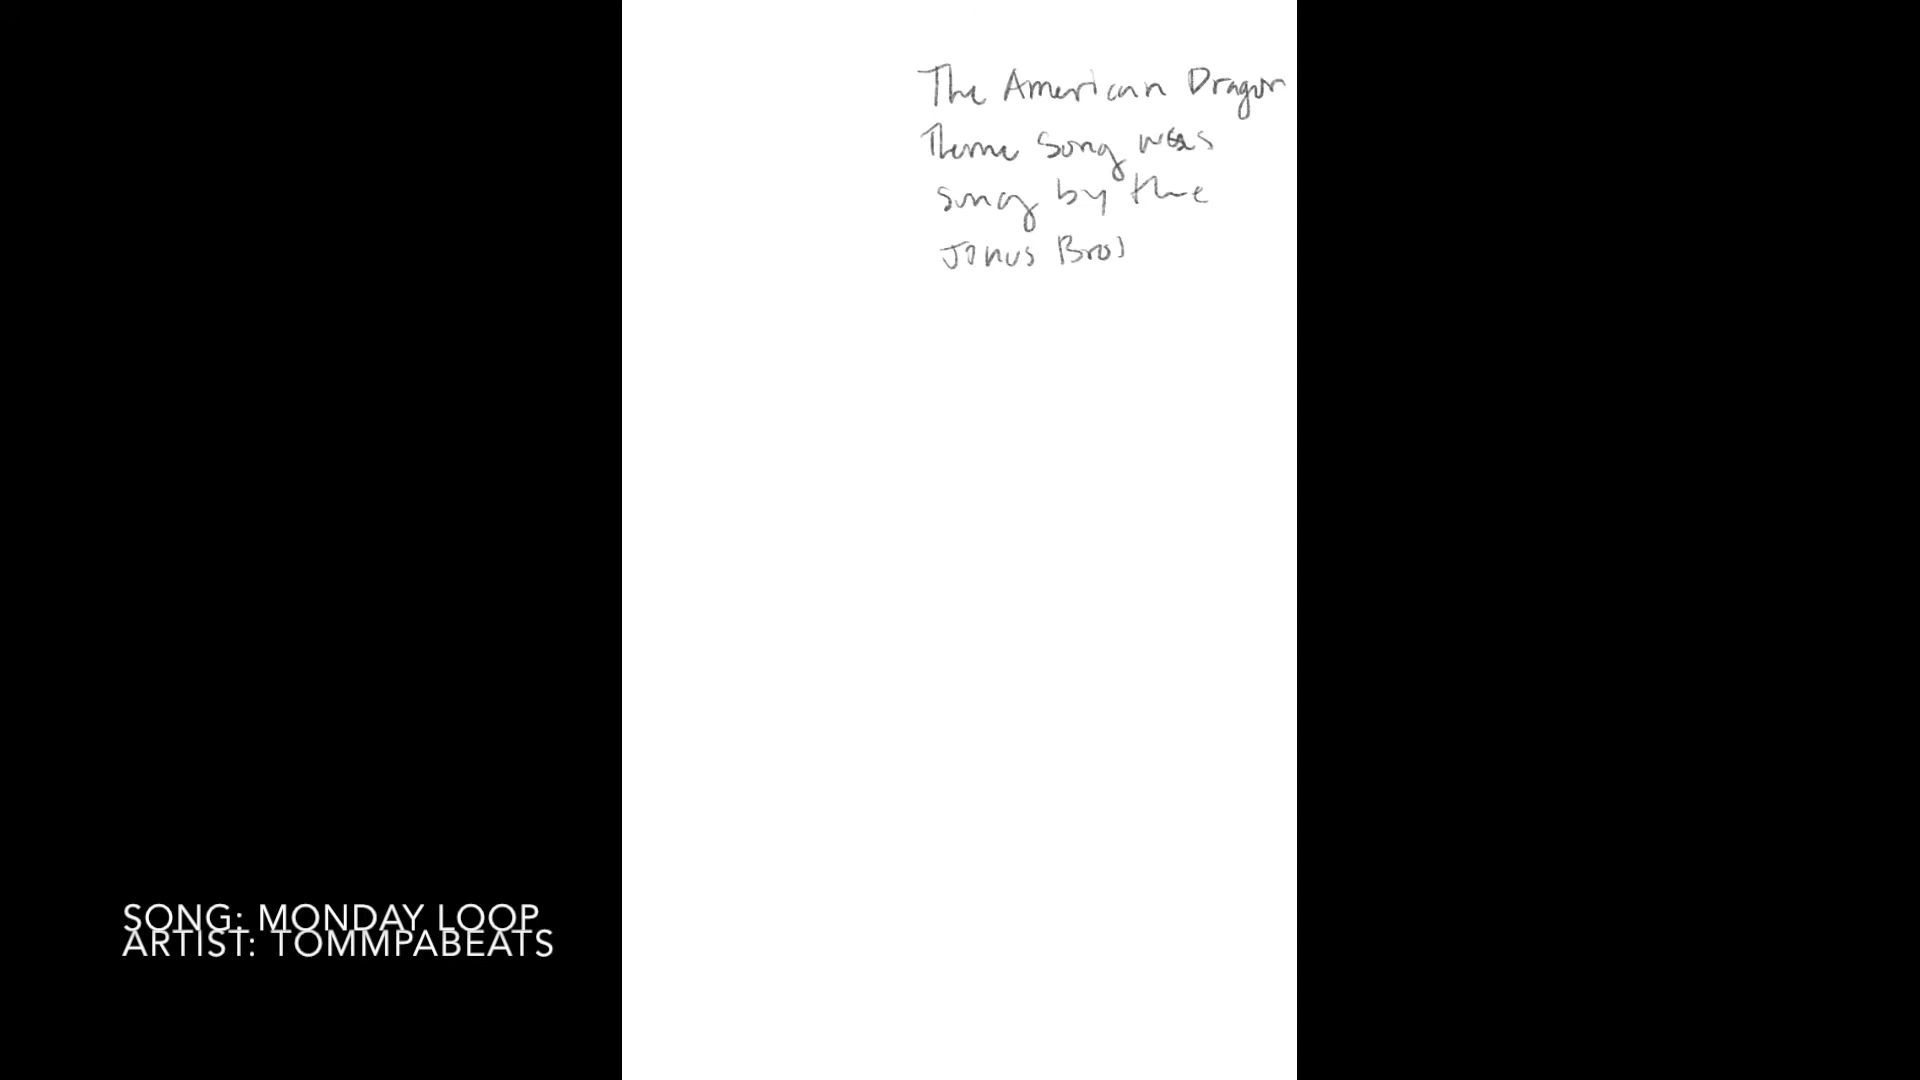 The American Dragon
Theme Song was
sung by the
Jonus Bros
SONG: MONDAY LOOP
ARTIST: TOMMPABEATS